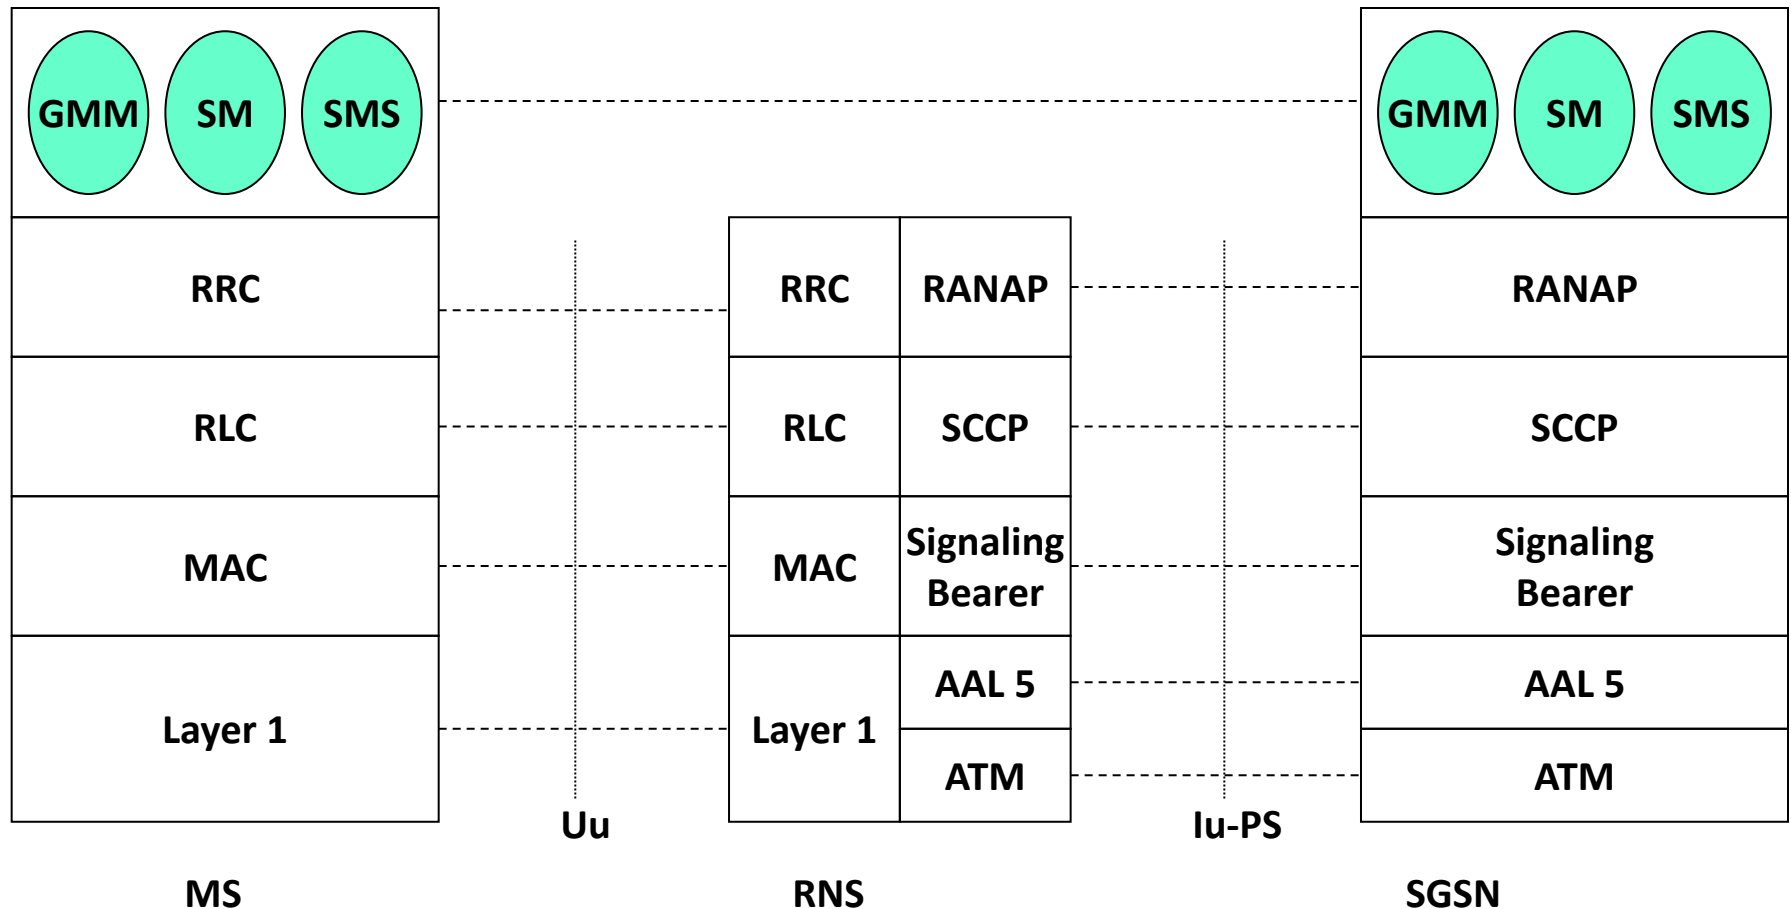 GMM SM SMS GMM SM SMS
RRC RRC RANAP RANAP
RLC RLC SCCP SCCP
MAC MAC Signaling Bearer Signaling Bearer
Layer 1 Layer 1 AAL 5 AAL 5
ATM ATM
Uu Iu-PS
MS RNS SGSN